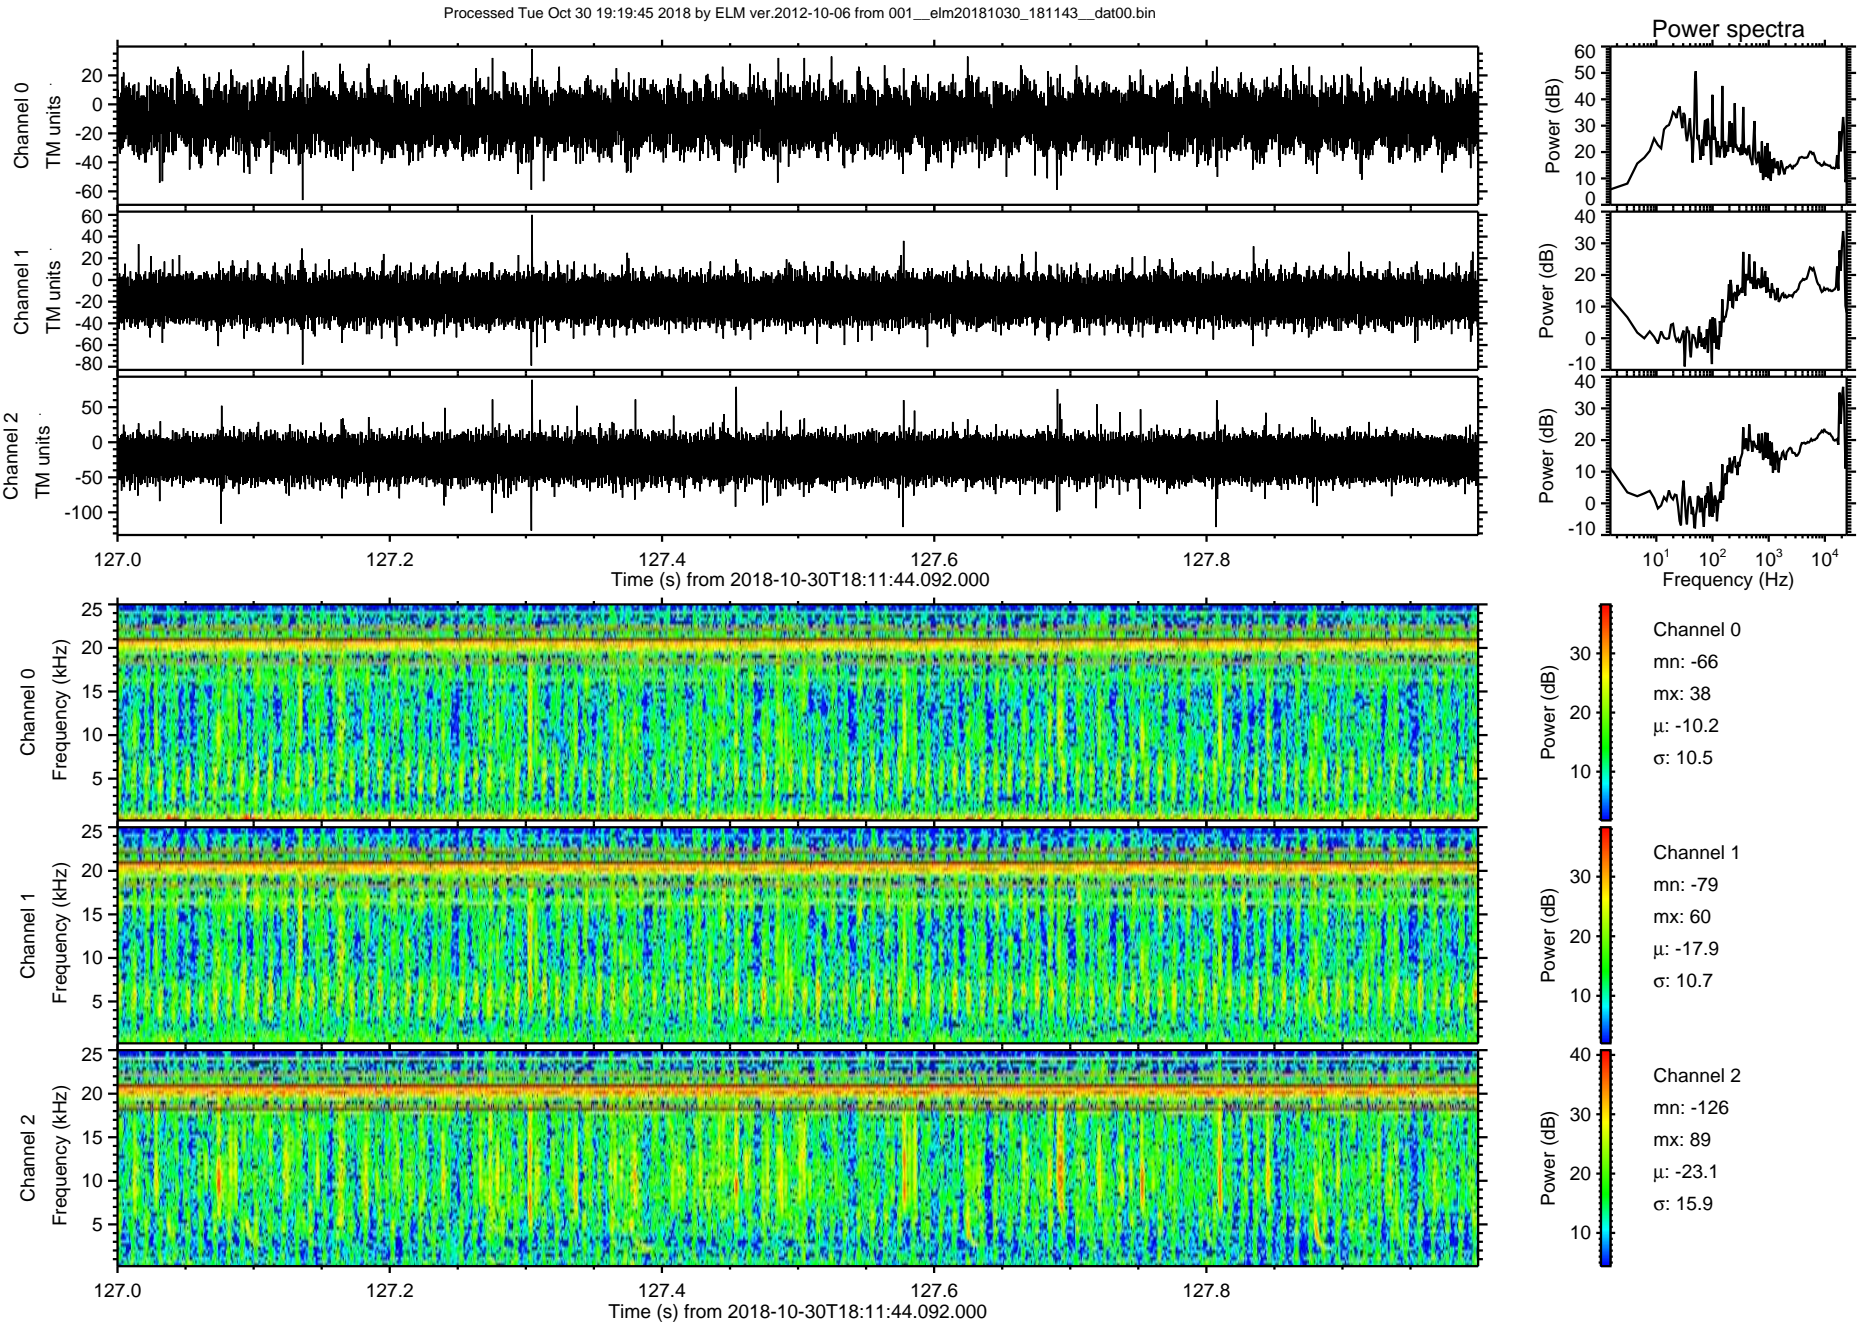 Processed Tue Oct 30 19:19:45 2018 by ELM ver.2012-10-06 from 001__elm20181030_181143__dat00.bin
Power spectra
Channel 0
TM units
20
0
-20
-40
-60
Power (dB)
60
50
40
30
20
10
0
Channel 1
TM units
60
40
20
0
-20
-40
-60
-80
Power (dB)
40
30
20
10
0
-10
Channel 2
TM units
50
0
-50
-100
Power (dB)
40
30
20
10
0
-10
127.0 127.2 127.4 127.6 127.8
Time (s) from 2018-10-30T18:11:44.092.000
10¹ 10² 10³ 10⁴
Frequency (Hz)
Channel 0
Frequency (kHz)
25
20
15
10
5
Power (dB)
30
20
10
Channel 0
mn: -66
mx: 38
μ: -10.2
σ: 10.5
Channel 1
Frequency (kHz)
25
20
15
10
5
Power (dB)
30
20
10
Channel 1
mn: -79
mx: 60
μ: -17.9
σ: 10.7
Channel 2
Frequency (kHz)
25
20
15
10
5
Power (dB)
40
30
20
10
Channel 2
mn: -126
mx: 89
μ: -23.1
σ: 15.9
127.0 127.2 127.4 127.6 127.8
Time (s) from 2018-10-30T18:11:44.092.000